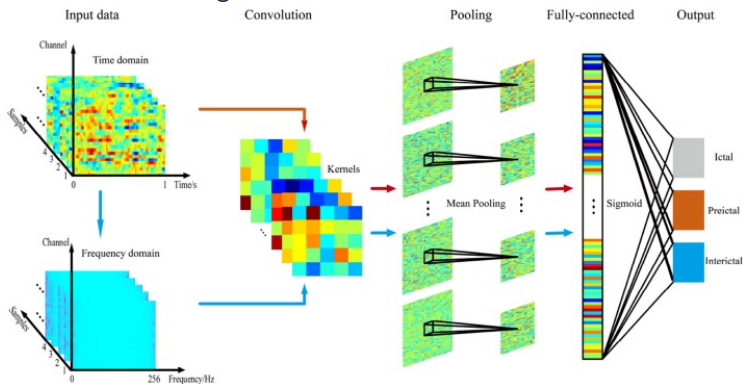 Input data
Convolution
Pooling
Fully-connected
Output
Channel
Time domain
Samples
4
3
2
1
0
1
Time/s
Channel
Frequency domain
Samples
4
3
2
1
0
256
Frequency/Hz
Kernels
Mean Pooling
Sigmoid
Ictal
Preictal
Interictal